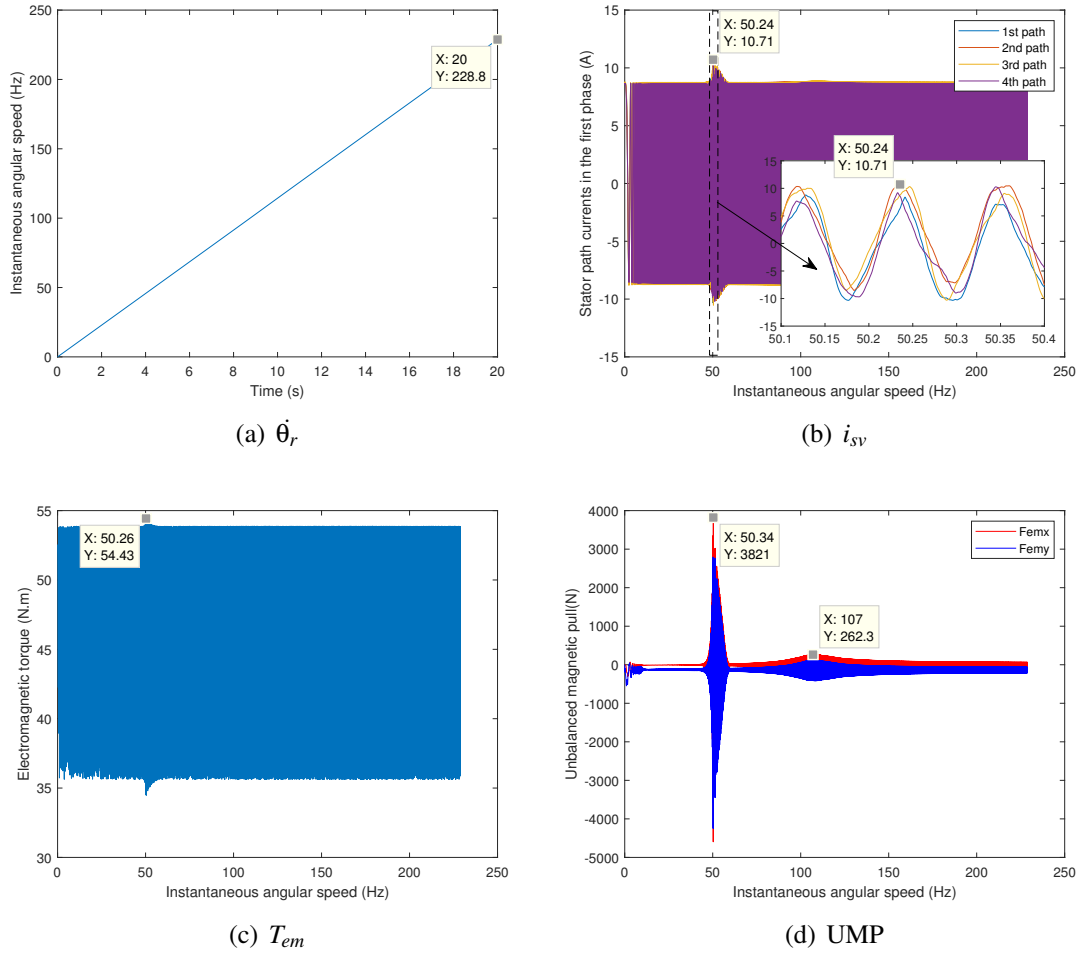 250
200
150
100
50
0
Instantaneous angular speed (Hz)
X: 20
Y: 228.8
0 2 4 6 8 10 12 14 16 18 20
Time (s)
(a) θ̇r
15
10
5
0
-5
-10
-15
Stator path currents in the first phase (A)
X: 50.24
Y: 10.71
1st path
2nd path
3rd path
4th path
X: 50.24
Y: 10.71
15
10
5
0
-5
-10
-15
50.1 50.15 50.2 50.25 50.3 50.35 50.4
0 50 100 150 200 250
Instantaneous angular speed (Hz)
(b) isv
55
50
45
40
35
30
Electromagnetic torque (N.m)
X: 50.26
Y: 54.43
0 50 100 150 200 250
Instantaneous angular speed (Hz)
(c) Tem
4000
3000
2000
1000
0
-1000
-2000
-3000
-4000
-5000
Unbalanced magnetic pull(N)
X: 50.34
Y: 3821
Femx
Femy
X: 107
Y: 262.3
0 50 100 150 200 250
Instantaneous angular speed (Hz)
(d) UMP